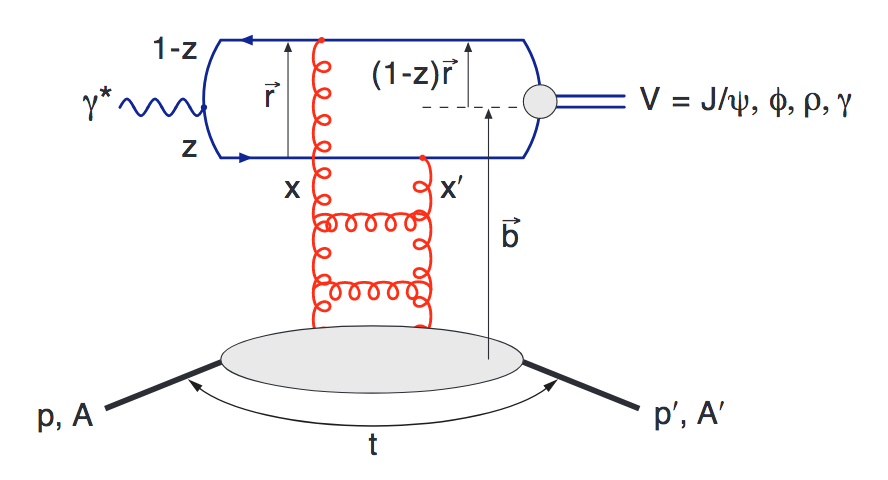 1-z
γ*
z
r⃗
(1-z)r⃗
V = J/ψ, ϕ, ρ, γ
x
x′
b⃗
p, A
p′, A′
t